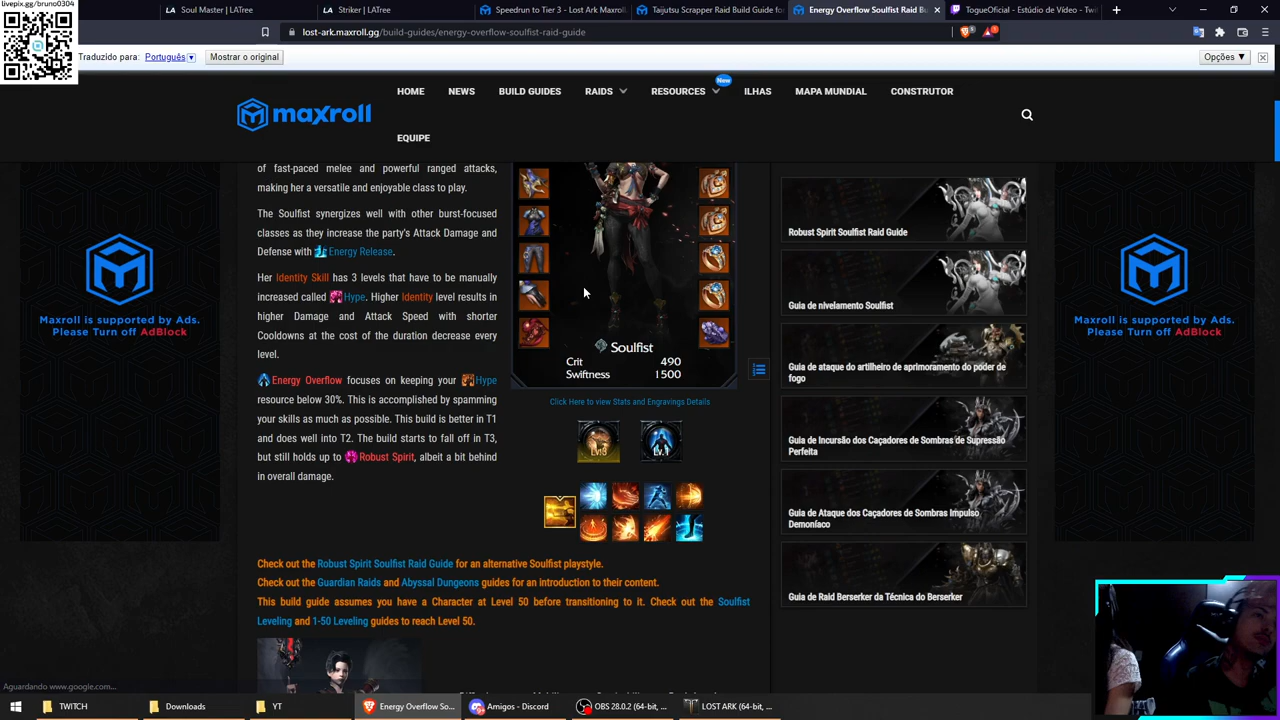 livepix.gg/bruno0304
Soul Master | LATree
Striker | LATree
Speedrun to Tier 3 - Lost Ark Maxroll
Taijutsu Scrapper Raid Build Guide for
Energy Overflow Soulfist Raid Bu
TogueOficial - Estúdio de Vídeo - Twi
lost-ark.maxroll.gg/build-guides/energy-overflow-soulfist-raid-guide
Traduzido para: Português
Mostrar o original
Opções ▼
maxroll
HOME
NEWS
BUILD GUIDES
RAIDS
RESOURCES
New
ILHAS
MAPA MUNDIAL
CONSTRUTOR
EQUIPE
of fast-paced melee and powerful ranged attacks,
making her a versatile and enjoyable class to play.
The Soulfist synergizes well with other burst-focused
classes as they increase the party's Attack Damage and
Defense with Energy Release.
Her Identity Skill has 3 levels that have to be manually
increased called Hype. Higher Identity level results in
higher Damage and Attack Speed with shorter
Cooldowns at the cost of the duration decrease every
level.
Energy Overflow focuses on keeping your Hype
resource below 30%. This is accomplished by spamming
your skills as much as possible. This build is better in T1
and does well into T2. The build starts to fall off in T3,
but still holds up to Robust Spirit, albeit a bit behind
in overall damage.
Soulfist
Crit 490
Swiftness 1500
Click Here to view Stats and Engravings Details
Lv.3
Lv.1
Check out the Robust Spirit Soulfist Raid Guide for an alternative Soulfist playstyle.
Check out the Guardian Raids and Abyssal Dungeons guides for an introduction to their content.
This build guide assumes you have a Character at Level 50 before transitioning to it. Check out the Soulfist
Leveling and 1-50 Leveling guides to reach Level 50.
Robust Spirit Soulfist Raid Guide
Guia de nivelamento Soulfist
Guia de ataque do artilheiro de aprimoramento do poder de
fogo
Guia de Incursão dos Caçadores de Sombras de Supressão
Perfeita
Guia de Ataque dos Caçadores de Sombras Impulso
Demoníaco
Guia de Raid Berserker da Técnica do Berserker
Maxroll is supported by Ads.
Please Turn off AdBlock
Maxroll is supported by Ads.
Please Turn off AdBlock
Aguardando www.google.com...
TWITCH
Downloads
YT
Energy Overflow So...
Amigos - Discord
OBS 28.0.2 (64-bit, ...
LOST ARK (64-bit, ...